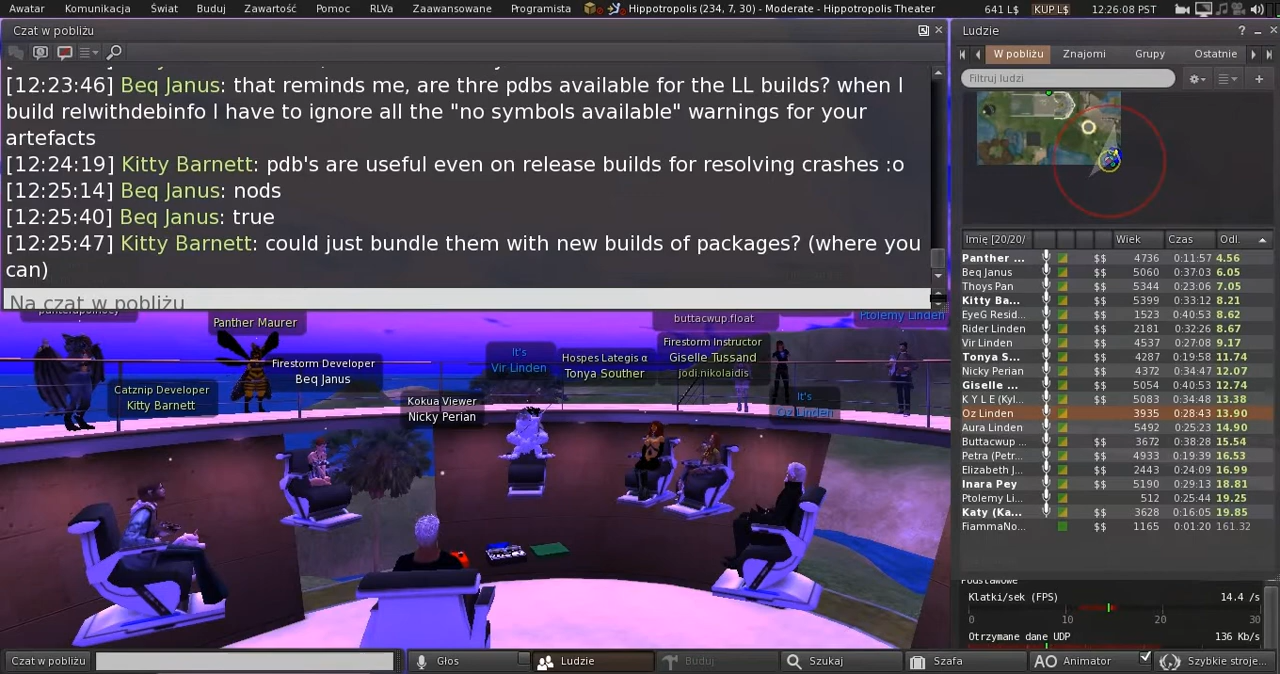 Awatar Komunikacja Świat Buduj Zawartość Pomoc RLVa Zaawansowane Programista Hippotropolis (234, 7, 30) - Moderate - Hippotropolis Theater 641 L$ KUP L$ 12:26:08 PST
Czat w pobliżu
[12:23:46] Beq Janus: that reminds me, are thre pdbs available for the LL builds? when I
build relwithdebinfo I have to ignore all the "no symbols available" warnings for your
artefacts
[12:24:19] Kitty Barnett: pdb's are useful even on release builds for resolving crashes :o
[12:25:14] Beq Janus: nods
[12:25:40] Beq Janus: true
[12:25:47] Kitty Barnett: could just bundle them with new builds of packages? (where you
can)
Na czat w pobliżu
Panther Maurer
Firestorm Developer
Beq Janus
Catznip Developer
Kitty Barnett
Kokua Viewer
Nicky Perian
It's
Vir Linden
Hospes Lategis α
Tonya Souther
buttacwup.float
Firestorm Instructor
Giselle Tussand
jodi.nikolaidis
It's
Oz Linden
Ptolemy Linden
Ludzie
? _ ×
W pobliżu Znajomi Grupy Ostatnie
Filtruj ludzi
Imię [20/20/ Wiek Czas Odl.
Panther ... $$ 4736 0:11:57 4.56
Beq Janus $$ 5060 0:37:03 6.05
Thoys Pan $$ 5344 0:23:06 7.05
Kitty Ba... $$ 5399 0:33:12 8.21
EyeG Resid... $$ 1523 0:40:53 8.62
Rider Linden $$ 2181 0:32:26 8.67
Vir Linden $$ 4537 0:27:08 9.17
Tonya S... $$ 4287 0:19:58 11.74
Nicky Perian $$ 4372 0:34:47 12.07
Giselle ... $$ 5054 0:40:53 12.74
K Y L E (Kyl... $$ 5083 0:34:48 13.38
Oz Linden 3935 0:28:43 13.90
Aura Linden 5492 0:25:23 14.90
Buttacwup ... $$ 3672 0:38:28 15.54
Petra (Petr... $$ 4933 0:19:39 16.53
Elizabeth J... $$ 2443 0:24:09 16.99
Inara Pey $$ 5190 0:29:13 18.81
Ptolemy Li... $$ 512 0:25:44 19.25
Katy (Ka... $$ 3628 0:16:05 19.85
FiammaNo... $$ 1165 0:01:20 161.32
Podstawowe
Klatki/sek (FPS) 14.4 /s
0 10 20 30
Otrzymane dane UDP 136 Kb/s
Czat w pobliżu Głos Ludzie Buduj Szukaj Szafa AO Animator Szybkie stroje...